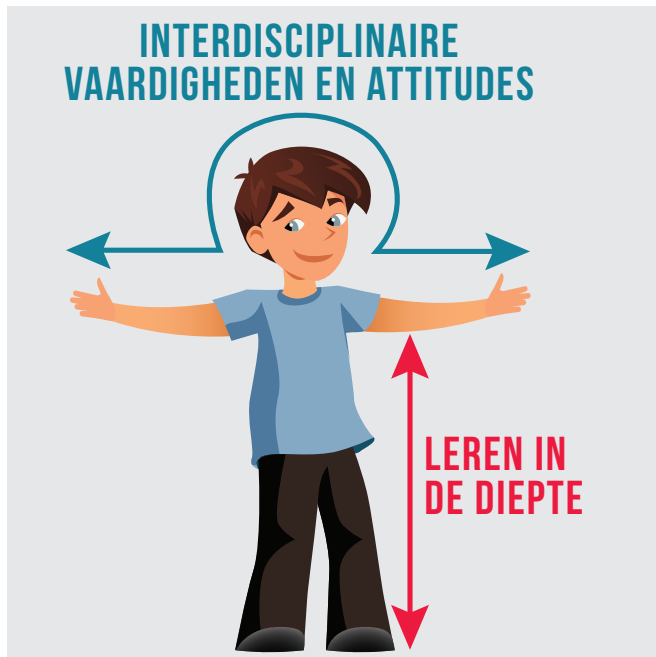 INTERDISCIPLINAIRE
VAARDIGHEDEN EN ATTITUDES
LEREN IN
DE DIEPTE